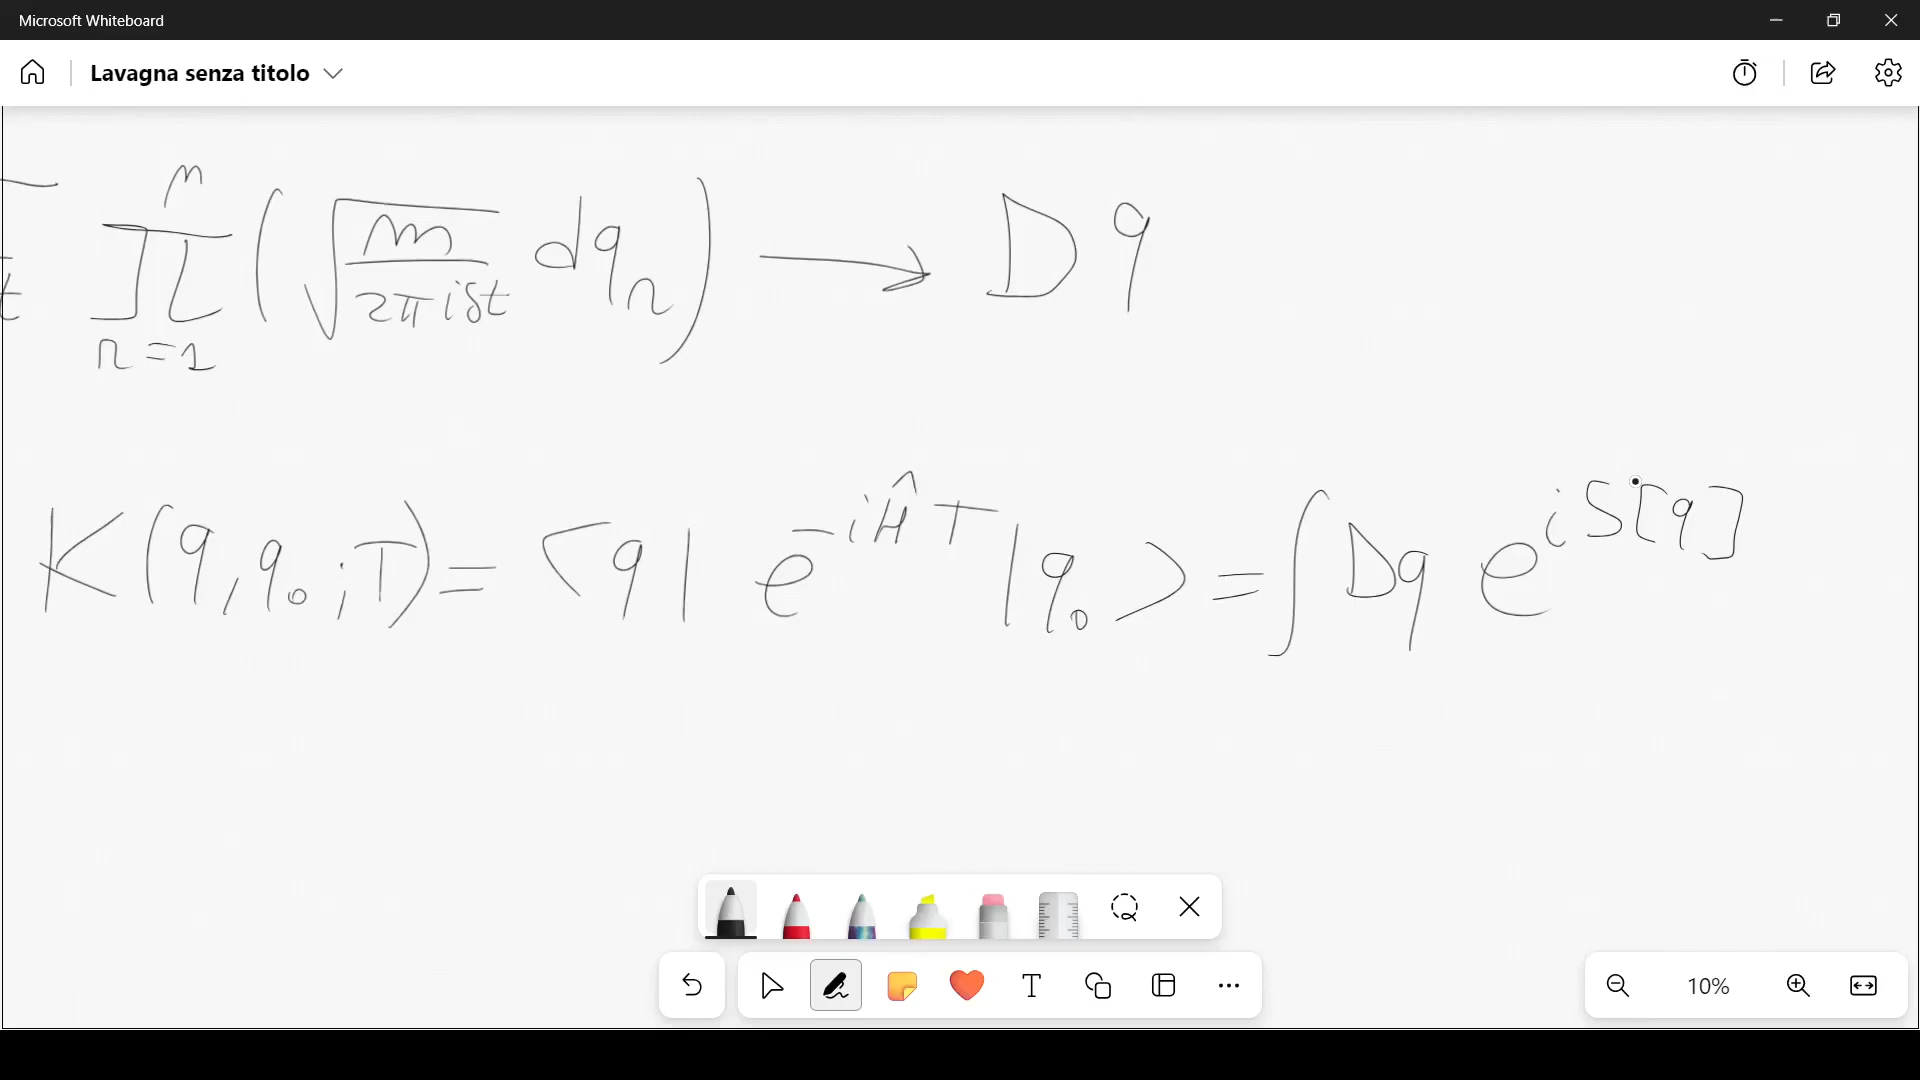 Microsoft Whiteboard
Lavagna senza titolo
∏_{n=1}^{n} ( √(m / 2πiδt) dq_n ) → Dq
K(q, q₀; T) = <q| e^{-iĤT} |q₀> = ∫ Dq e^{iS[q]}
10%